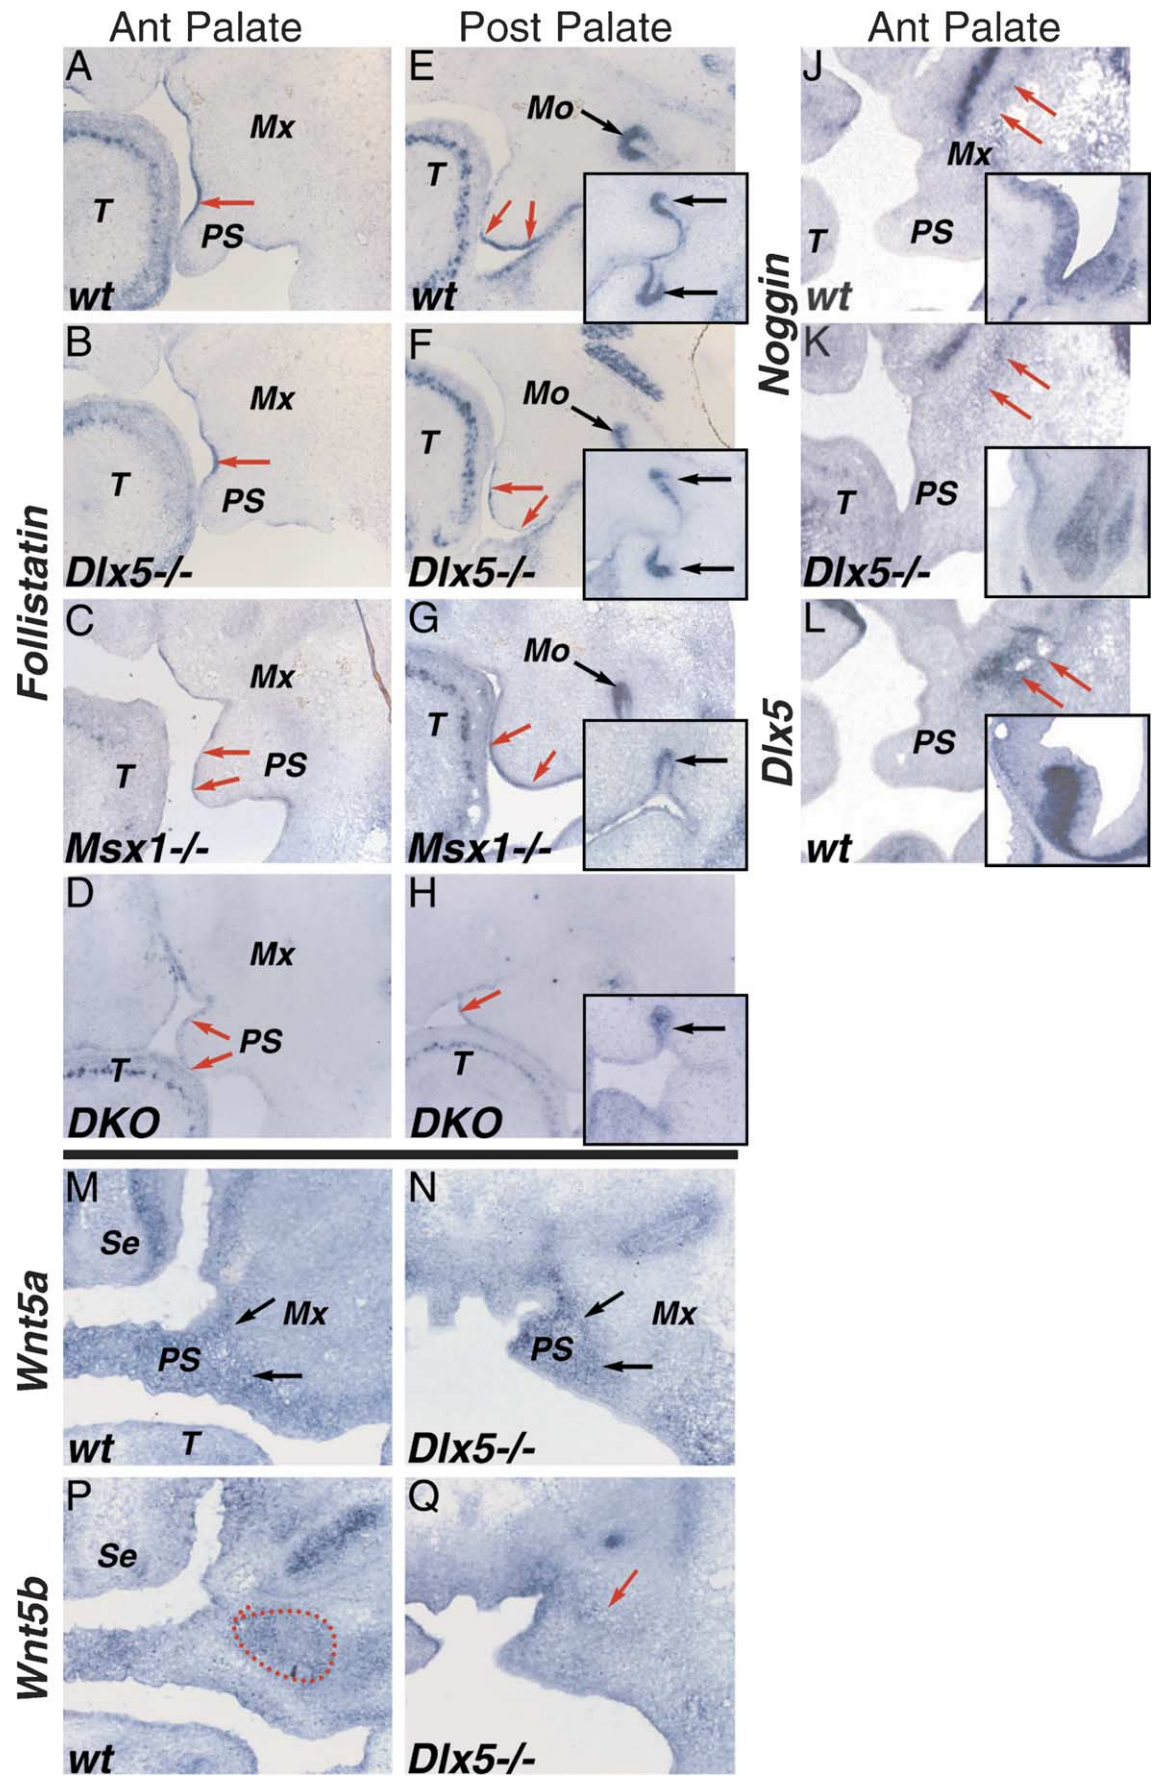 Ant Palate Post Palate Ant Palate
Follistatin
A
Mx
T
PS
wt
E
Mo
T
wt
B
Mx
T
PS
Dlx5-/-
F
Mo
T
Dlx5-/-
C
Mx
T
PS
Msx1-/-
G
Mo
T
Msx1-/-
D
Mx
PS
T
DKO
H
T
DKO
Noggin
J
Mx
T
PS
wt
K
T
PS
Dlx5-/-
Dlx5
L
PS
wt
Wnt5a
M
Se
Mx
PS
wt
T
N
Mx
PS
Dlx5-/-
Wnt5b
P
Se
wt
Q
Dlx5-/-